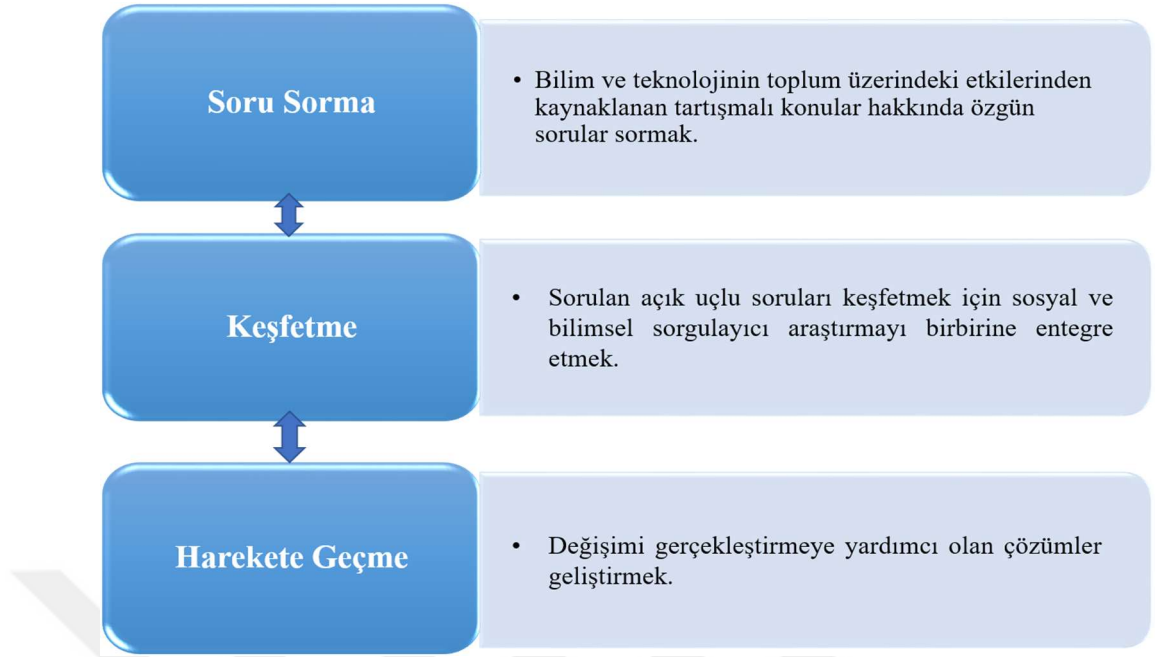 Soru Sorma
• Bilim ve teknolojinin toplum üzerindeki etkilerinden
kaynaklanan tartışmalı konular hakkında özgün
sorular sormak.
Keşfetme
• Sorulan açık uçlu soruları keşfetmek için sosyal ve
bilimsel sorgulayıcı araştırmayı birbirine entegre
etmek.
Harekete Geçme
• Değişimi gerçekleştirmeye yardımcı olan çözümler
geliştirmek.